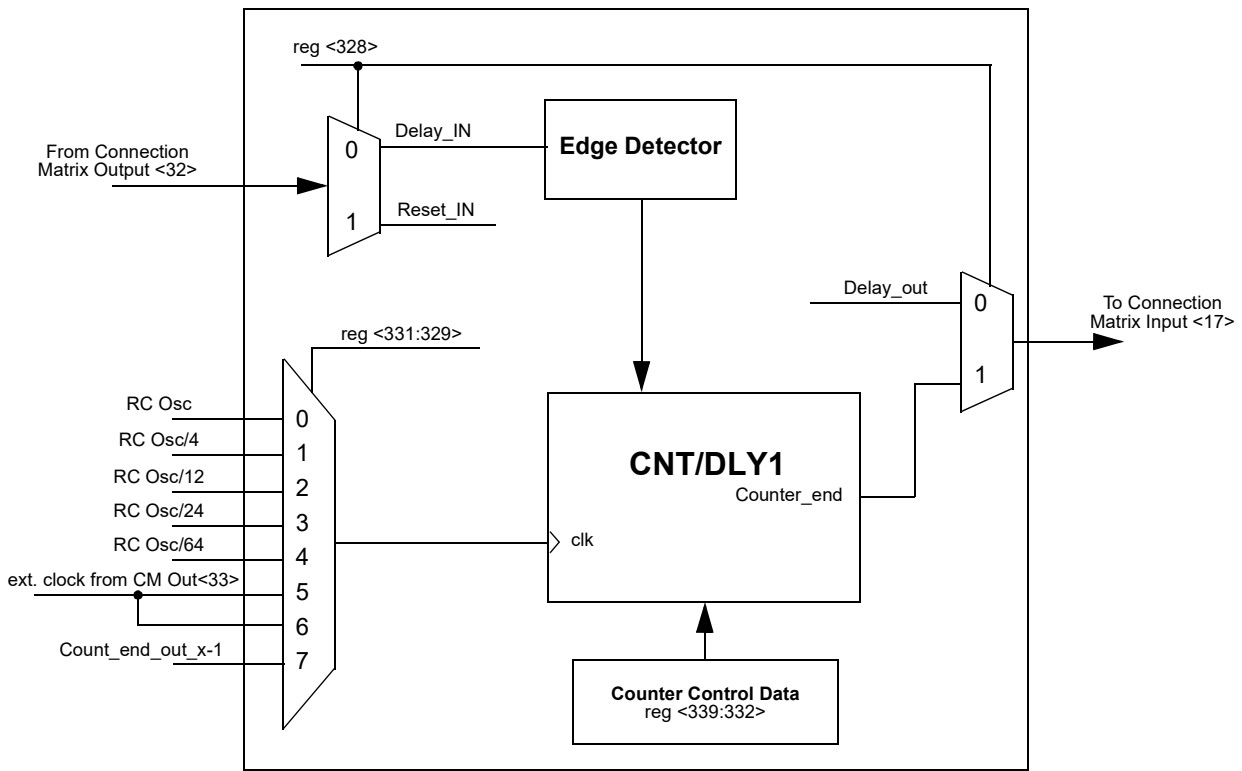 reg <328>
From Connection
Matrix Output <32>
0
1
Delay_IN
Reset_IN
Edge Detector
Delay_out
0
1
To Connection
Matrix Input <17>
reg <331:329>
RC Osc
RC Osc/4
RC Osc/12
RC Osc/24
RC Osc/64
ext. clock from CM Out<33>
Count_end_out_x-1
0
1
2
3
4
5
6
7
CNT/DLY1
Counter_end
clk
Counter Control Data
reg <339:332>